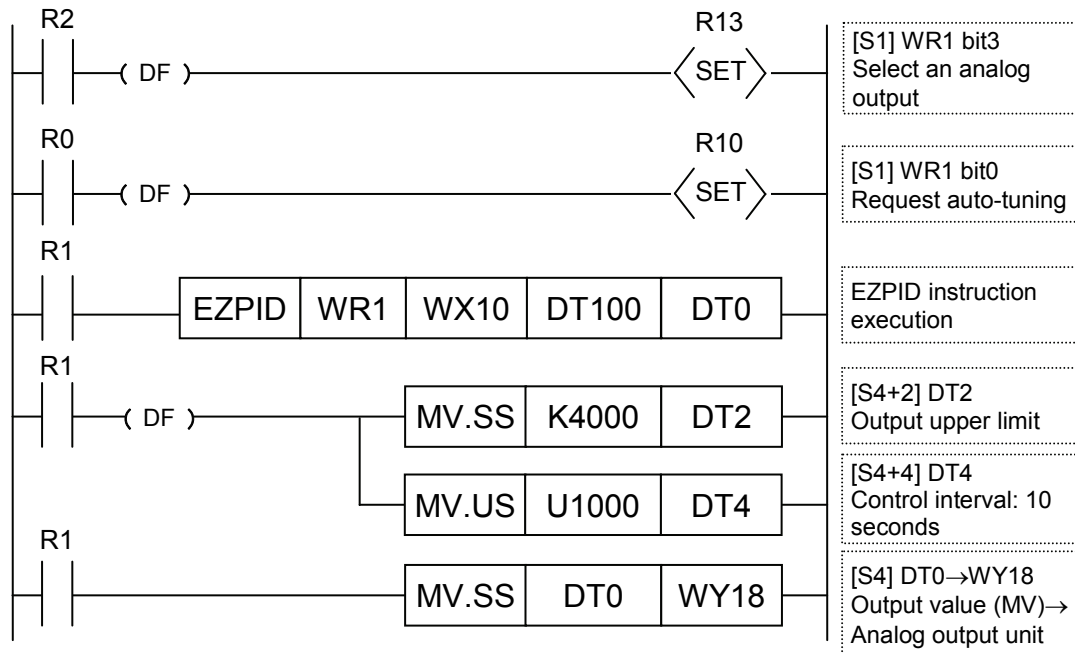 R2
R13
( DF )
SET
[S1] WR1 bit3
Select an analog
output
R0
R10
( DF )
SET
[S1] WR1 bit0
Request auto-tuning
R1
EZPID WR1 WX10 DT100 DT0
EZPID instruction
execution
R1
( DF )
MV.SS K4000 DT2
[S4+2] DT2
Output upper limit
MV.US U1000 DT4
[S4+4] DT4
Control interval: 10
seconds
R1
MV.SS DT0 WY18
[S4] DT0→WY18
Output value (MV)→
Analog output unit